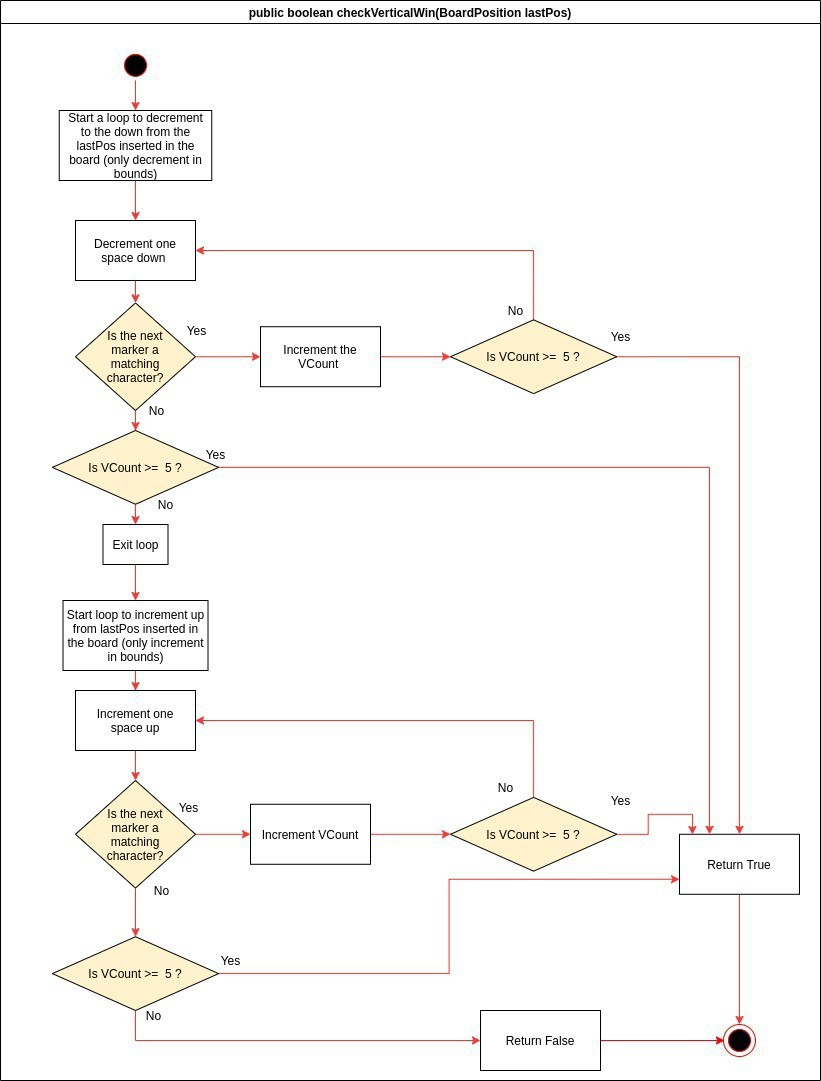 public boolean checkVerticalWin(BoardPosition lastPos)
Start a loop to decrement
to the down from the
lastPos inserted in the
board (only decrement in
bounds)
Decrement one
space down
Is the next
marker a
matching
character?
Yes
No
Increment the
VCount
Is VCount >=  5 ?
No
Yes
Is VCount >=  5 ?
Yes
No
Exit loop
Start loop to increment up
from lastPos inserted in
the board (only increment
in bounds)
Increment one
space up
Is the next
marker a
matching
character?
Yes
No
Increment VCount
Is VCount >=  5 ?
No
Yes
Return True
Is VCount >=  5 ?
Yes
No
Return False